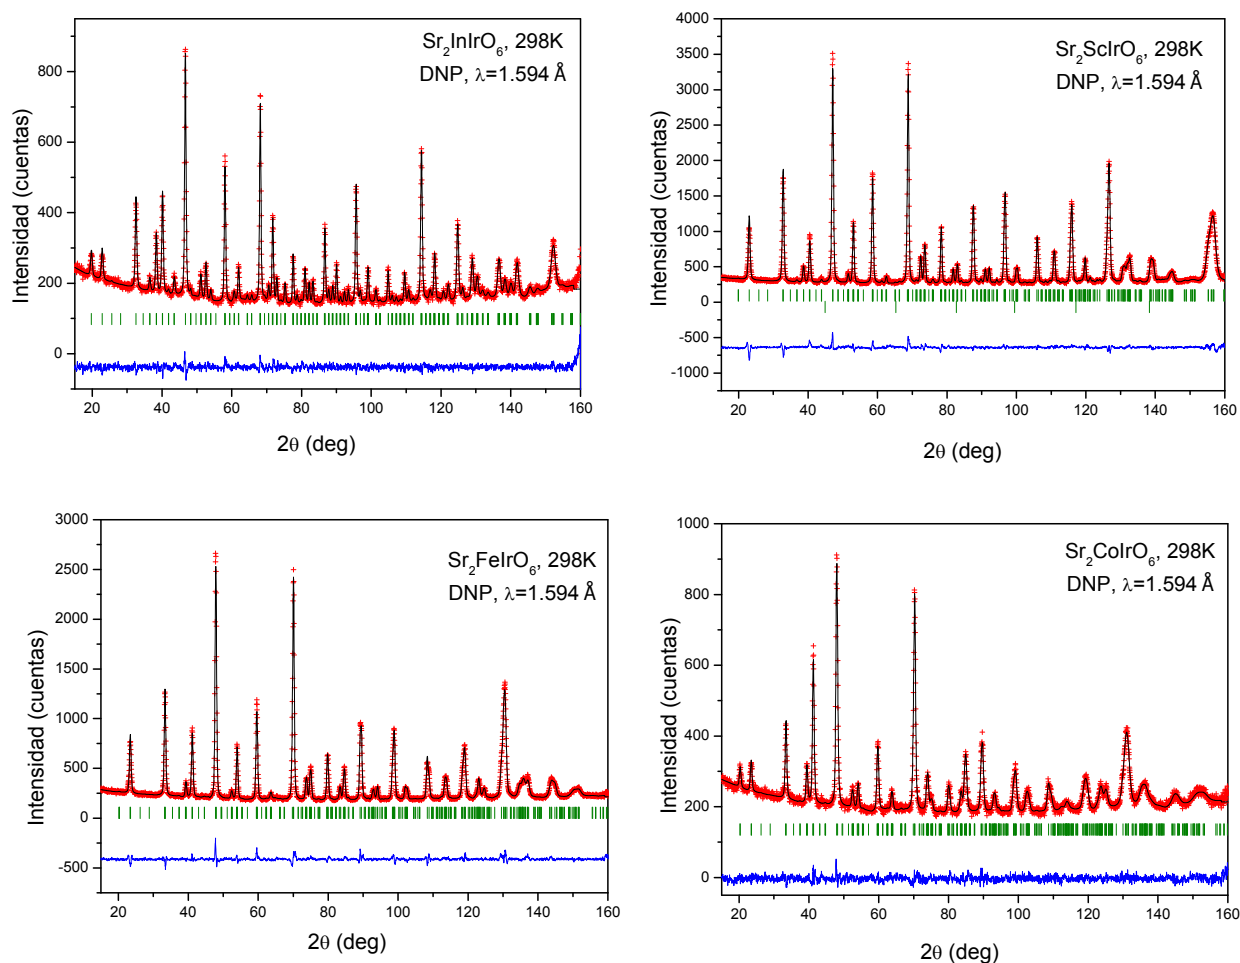 Sr2InIrO6, 298K
DNP, λ=1.594 Å
Intensidad (cuentas)
800
600
400
200
0
20 40 60 80 100 120 140 160
2θ (deg)
Sr2ScIrO6, 298K
DNP, λ=1.594 Å
Intensidad (cuentas)
4000
3500
3000
2500
2000
1500
1000
500
0
-500
-1000
20 40 60 80 100 120 140 160
2θ (deg)
Sr2FeIrO6, 298K
DNP, λ=1.594 Å
Intensidad (cuentas)
3000
2500
2000
1500
1000
500
0
-500
20 40 60 80 100 120 140 160
2θ (deg)
Sr2CoIrO6, 298K
DNP, λ=1.594 Å
Intensidad (cuentas)
1000
800
600
400
200
0
20 40 60 80 100 120 140 160
2θ (deg)